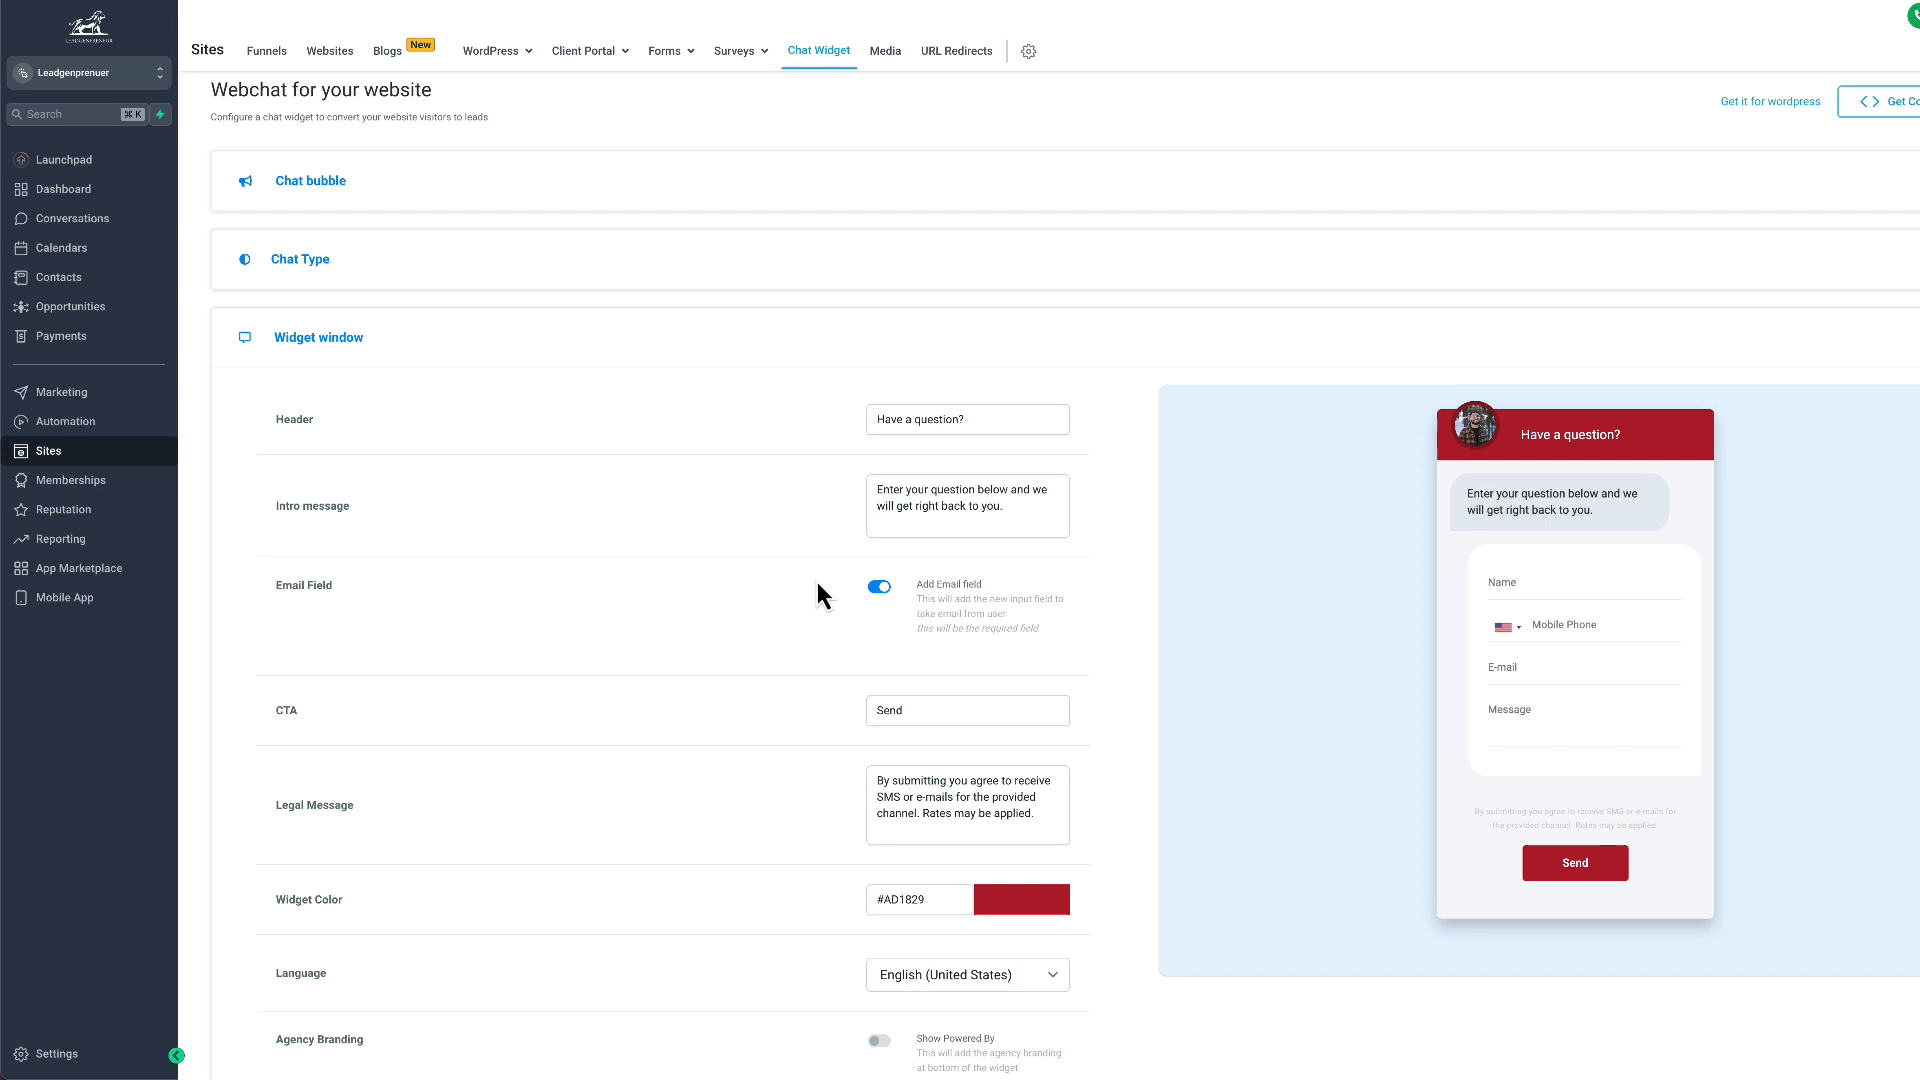 LEADGENPRENEUR
Leadgenprenuer
Search
⌘ K
Launchpad
Dashboard
Conversations
Calendars
Contacts
Opportunities
Payments
Marketing
Automation
Sites
Memberships
Reputation
Reporting
App Marketplace
Mobile App
Settings
Sites
Funnels
Websites
Blogs
New
WordPress
Client Portal
Forms
Surveys
Chat Widget
Media
URL Redirects
Webchat for your website
Configure a chat widget to convert your website visitors to leads
Get it for wordpress
Get Co
Chat bubble
Chat Type
Widget window
Header
Have a question?
Intro message
Enter your question below and we
will get right back to you.
Email Field
Add Email field
This will add the new input field to
take email from user
this will be the required field
CTA
Send
Legal Message
By submitting you agree to receive
SMS or e-mails for the provided
channel. Rates may be applied.
Widget Color
#AD1829
Language
English (United States)
Agency Branding
Show Powered By
This will add the agency branding
at bottom of the widget
Have a question?
Enter your question below and we
will get right back to you.
Name
Mobile Phone
E-mail
Message
By submitting you agree to receive SMS or e-mails for
the provided channel. Rates may be applied.
Send